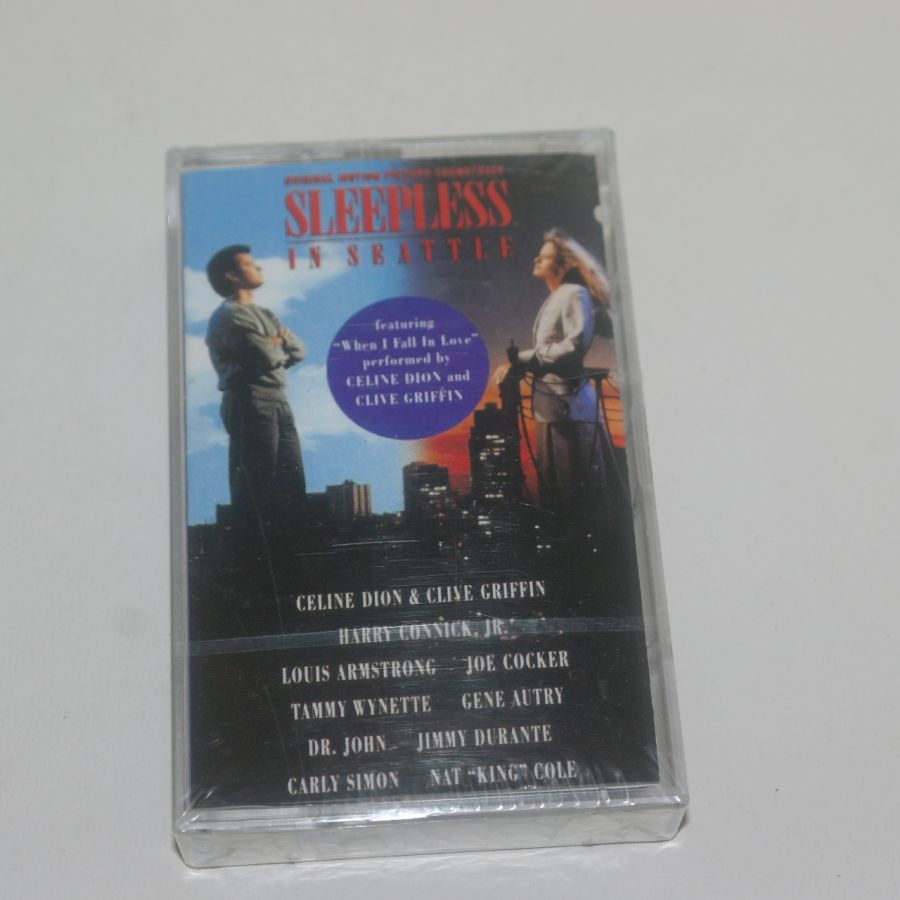 ORIGINAL MOTION PICTURE SOUNDTRACK
SLEEPLESS
IN SEATTLE
featuring
"When I Fall In Love"
performed by
CELINE DION and
CLIVE GRIFFIN
CELINE DION & CLIVE GRIFFIN
HARRY CONNICK, JR.
LOUIS ARMSTRONG JOE COCKER
TAMMY WYNETTE GENE AUTRY
DR. JOHN JIMMY DURANTE
CARLY SIMON NAT "KING" COLE